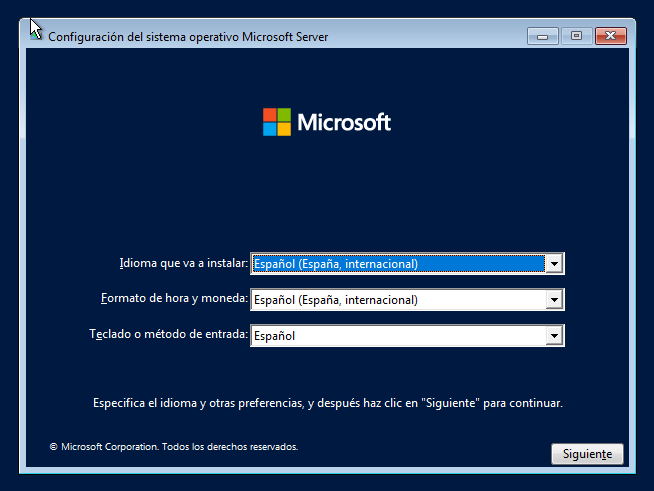 Configuración del sistema operativo Microsoft Server
Microsoft
Idioma que va a instalar: Español (España, internacional)
Formato de hora y moneda: Español (España, internacional)
Teclado o método de entrada: Español
Especifica el idioma y otras preferencias, y después haz clic en "Siguiente" para continuar.
© Microsoft Corporation. Todos los derechos reservados.
Siguiente